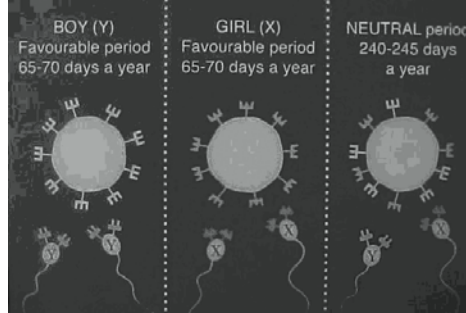 BOY (Y)
Favourable period
65-70 days a year
GIRL (X)
Favourable period
65-70 days a year
NEUTRAL period
240-245 days
a year
Y
Y
X
X
Y
X